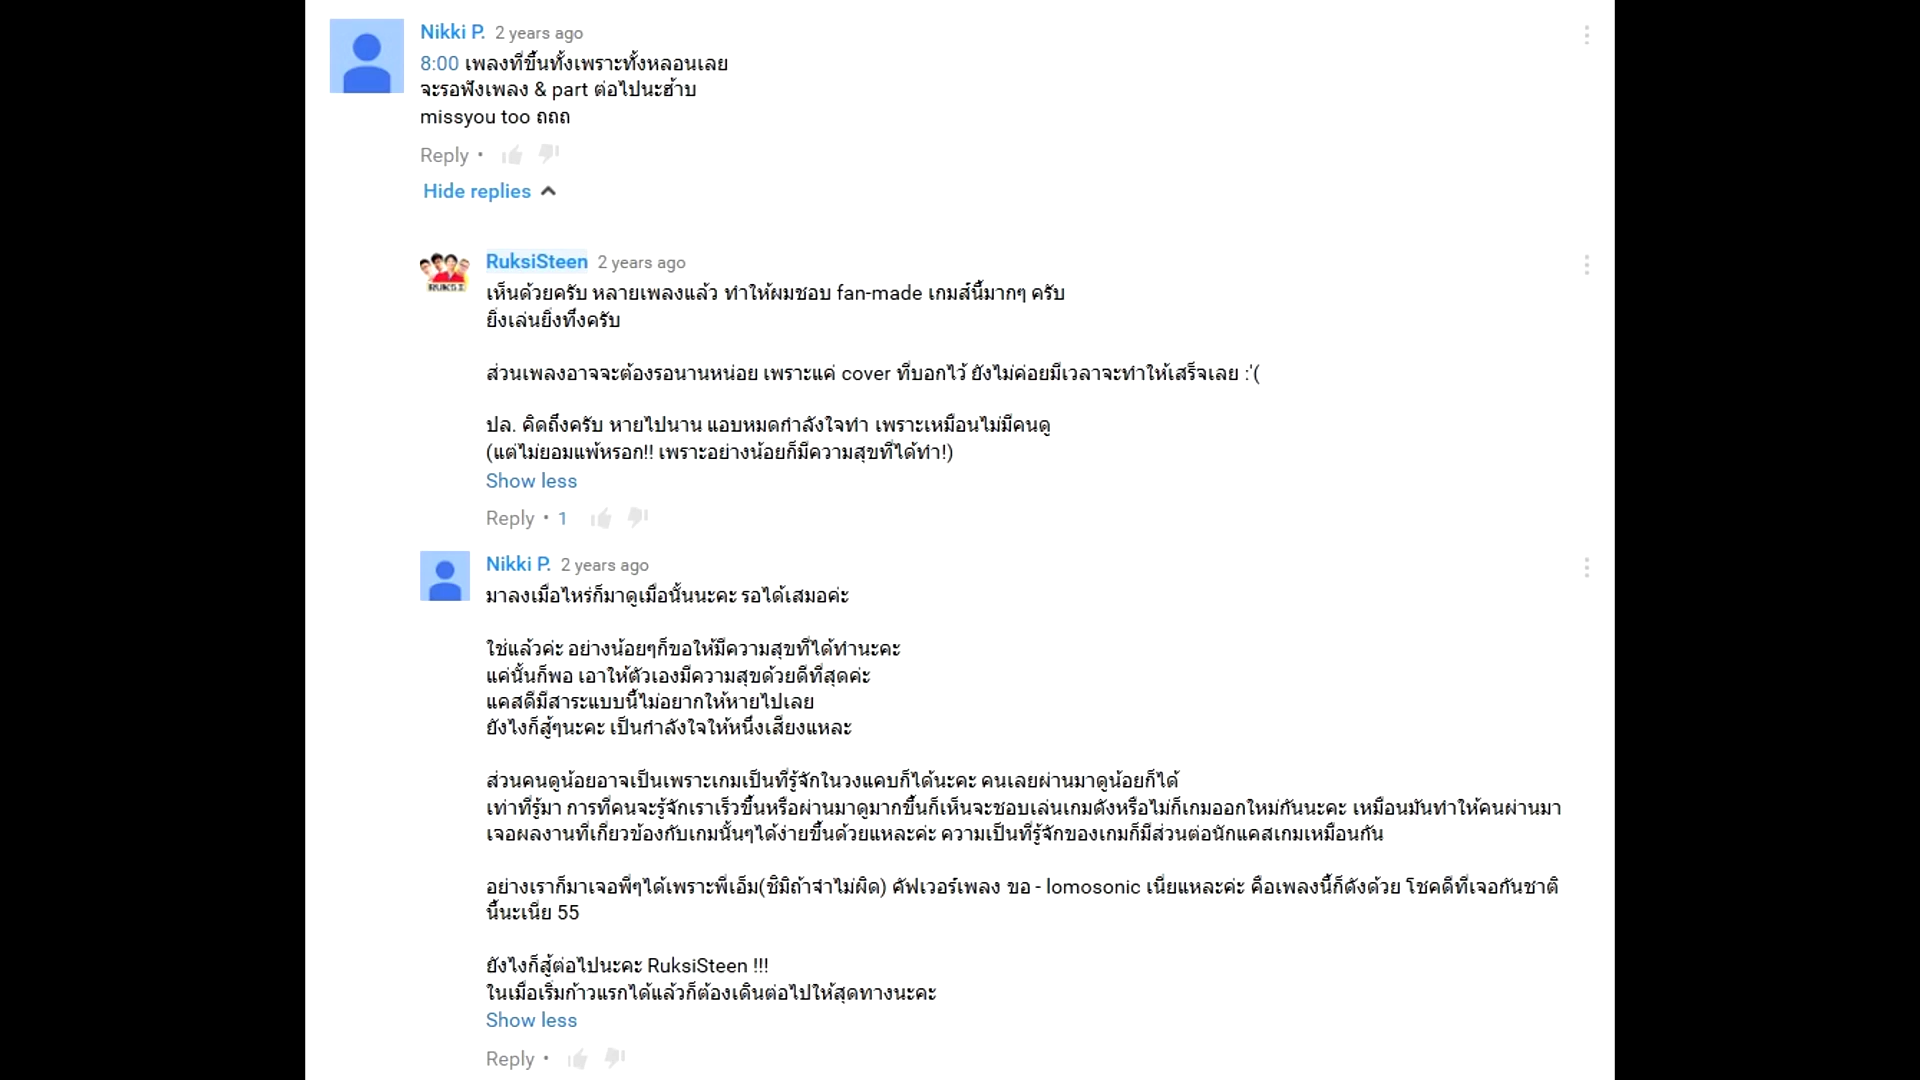 Nikki P. 2 years ago
8:00 เพลงที่ขึ้นทั้งเพราะทั้งหลอนเลย
จะรอฟังเพลง & part ต่อไปนะฮ้าบ
missyou too ถถถ
Reply •
Hide replies
RUKSI
RuksiSteen 2 years ago
เห็นด้วยครับ หลายเพลงแล้ว ทำให้ผมชอบ fan-made เกมส์นี้มากๆ ครับ
ยิ่งเล่นยิ่งทึ่งครับ
ส่วนเพลงอาจจะต้องรอนานหน่อย เพราะแค่ cover ที่บอกไว้ ยังไม่ค่อยมีเวลาจะทำให้เสร็จเลย :'(
ปล. คิดถึงครับ หายไปนาน แอบหมดกำลังใจทำ เพราะเหมือนไม่มีคนดู
(แต่ไม่ยอมแพ้หรอก!! เพราะอย่างน้อยก็มีความสุขที่ได้ทำ!)
Show less
Reply • 1
Nikki P. 2 years ago
มาลงเมื่อไหร่ก็มาดูเมื่อนั้นนะคะ รอได้เสมอค่ะ
ใช่แล้วค่ะ อย่างน้อยๆก็ขอให้มีความสุขที่ได้ทำนะคะ
แค่นั้นก็พอ เอาให้ตัวเองมีความสุขด้วยดีที่สุดค่ะ
แคสดีมีสาระแบบนี้ไม่อยากให้หายไปเลย
ยังไงก็สู้ๆนะคะ เป็นกำลังใจให้หนึ่งเสียงแหละ
ส่วนคนดูน้อยอาจเป็นเพราะเกมเป็นที่รู้จักในวงแคบก็ได้นะคะ คนเลยผ่านมาดูน้อยก็ได้
เท่าที่รู้มา การที่คนจะรู้จักเราเร็วขึ้นหรือผ่านมาดูมากขึ้นก็เห็นจะชอบเล่นเกมดังหรือไม่ก็เกมออกใหม่กันนะคะ เหมือนมันทำให้คนผ่านมา
เจอผลงานที่เกี่ยวข้องกับเกมนั้นๆได้ง่ายขึ้นด้วยแหละค่ะ ความเป็นที่รู้จักของเกมก็มีส่วนต่อนักแคสเกมเหมือนกัน
อย่างเราก็มาเจอพี่ๆได้เพราะพี่เอ็ม(ชิมิถ้าจำไม่ผิด) คัฟเวอร์เพลง ขอ - lomosonic เนี่ยแหละค่ะ คือเพลงนี้ก็ดังด้วย โชคดีที่เจอกันชาติ
นี้นะเนี่ย 55
ยังไงก็สู้ต่อไปนะคะ RuksiSteen !!!
ในเมื่อเริ่มก้าวแรกได้แล้วก็ต้องเดินต่อไปให้สุดทางนะคะ
Show less
Reply •